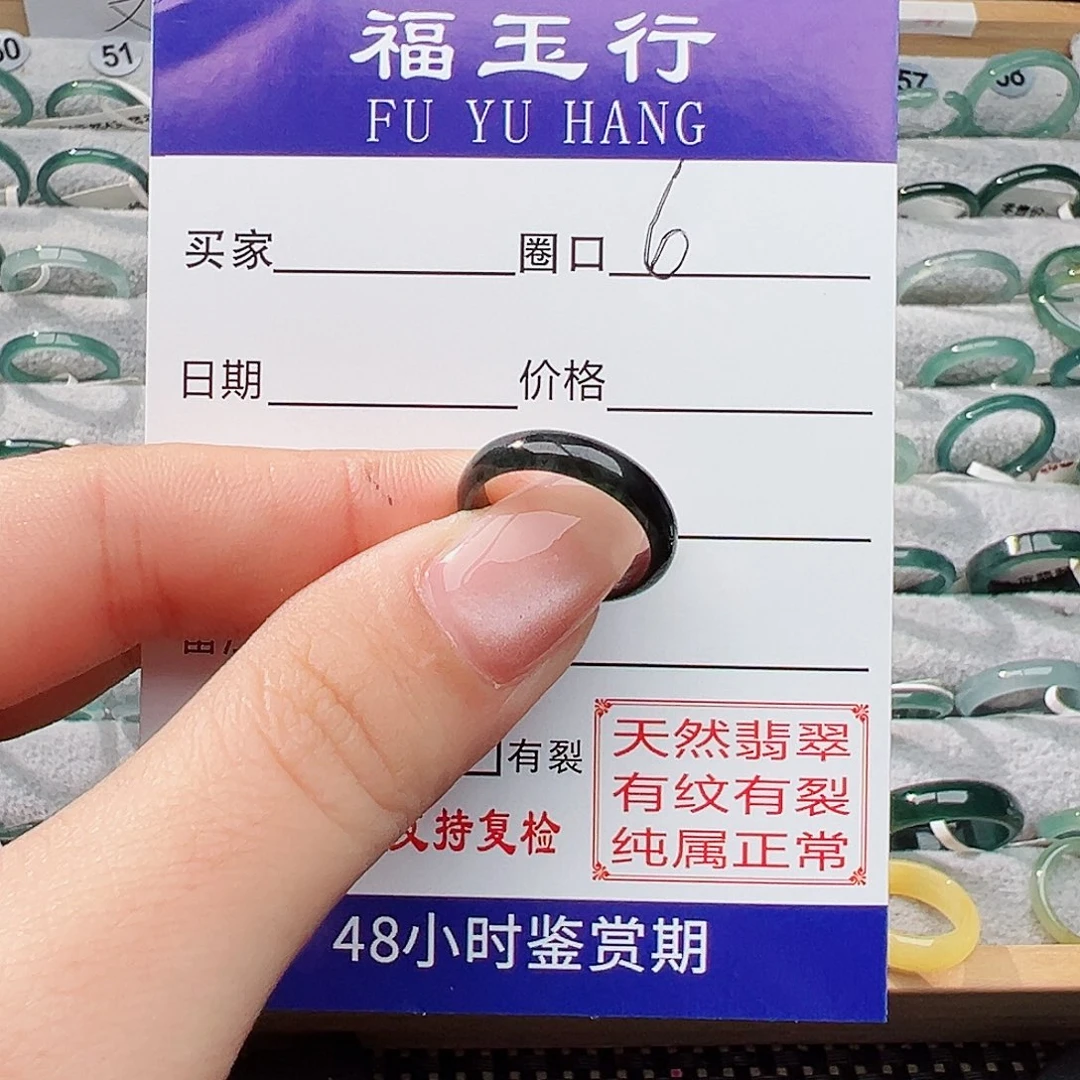 福玉行
FU YU HANG
买家 圈口 6
日期 价格
有裂
支持复检
天然翡翠
有纹有裂
纯属正常
48小时鉴赏期
50
51
57
58